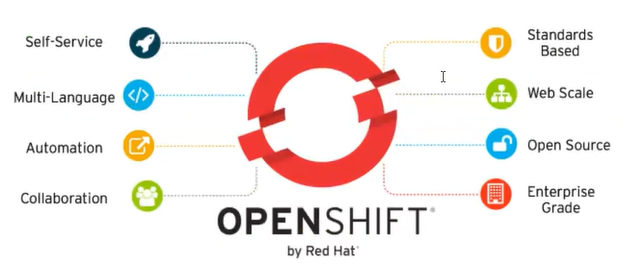 Self-Service
Multi-Language
Automation
Collaboration
Standards
Based
Web Scale
Open Source
Enterprise
Grade
OPENSHIFT®
by Red Hat®